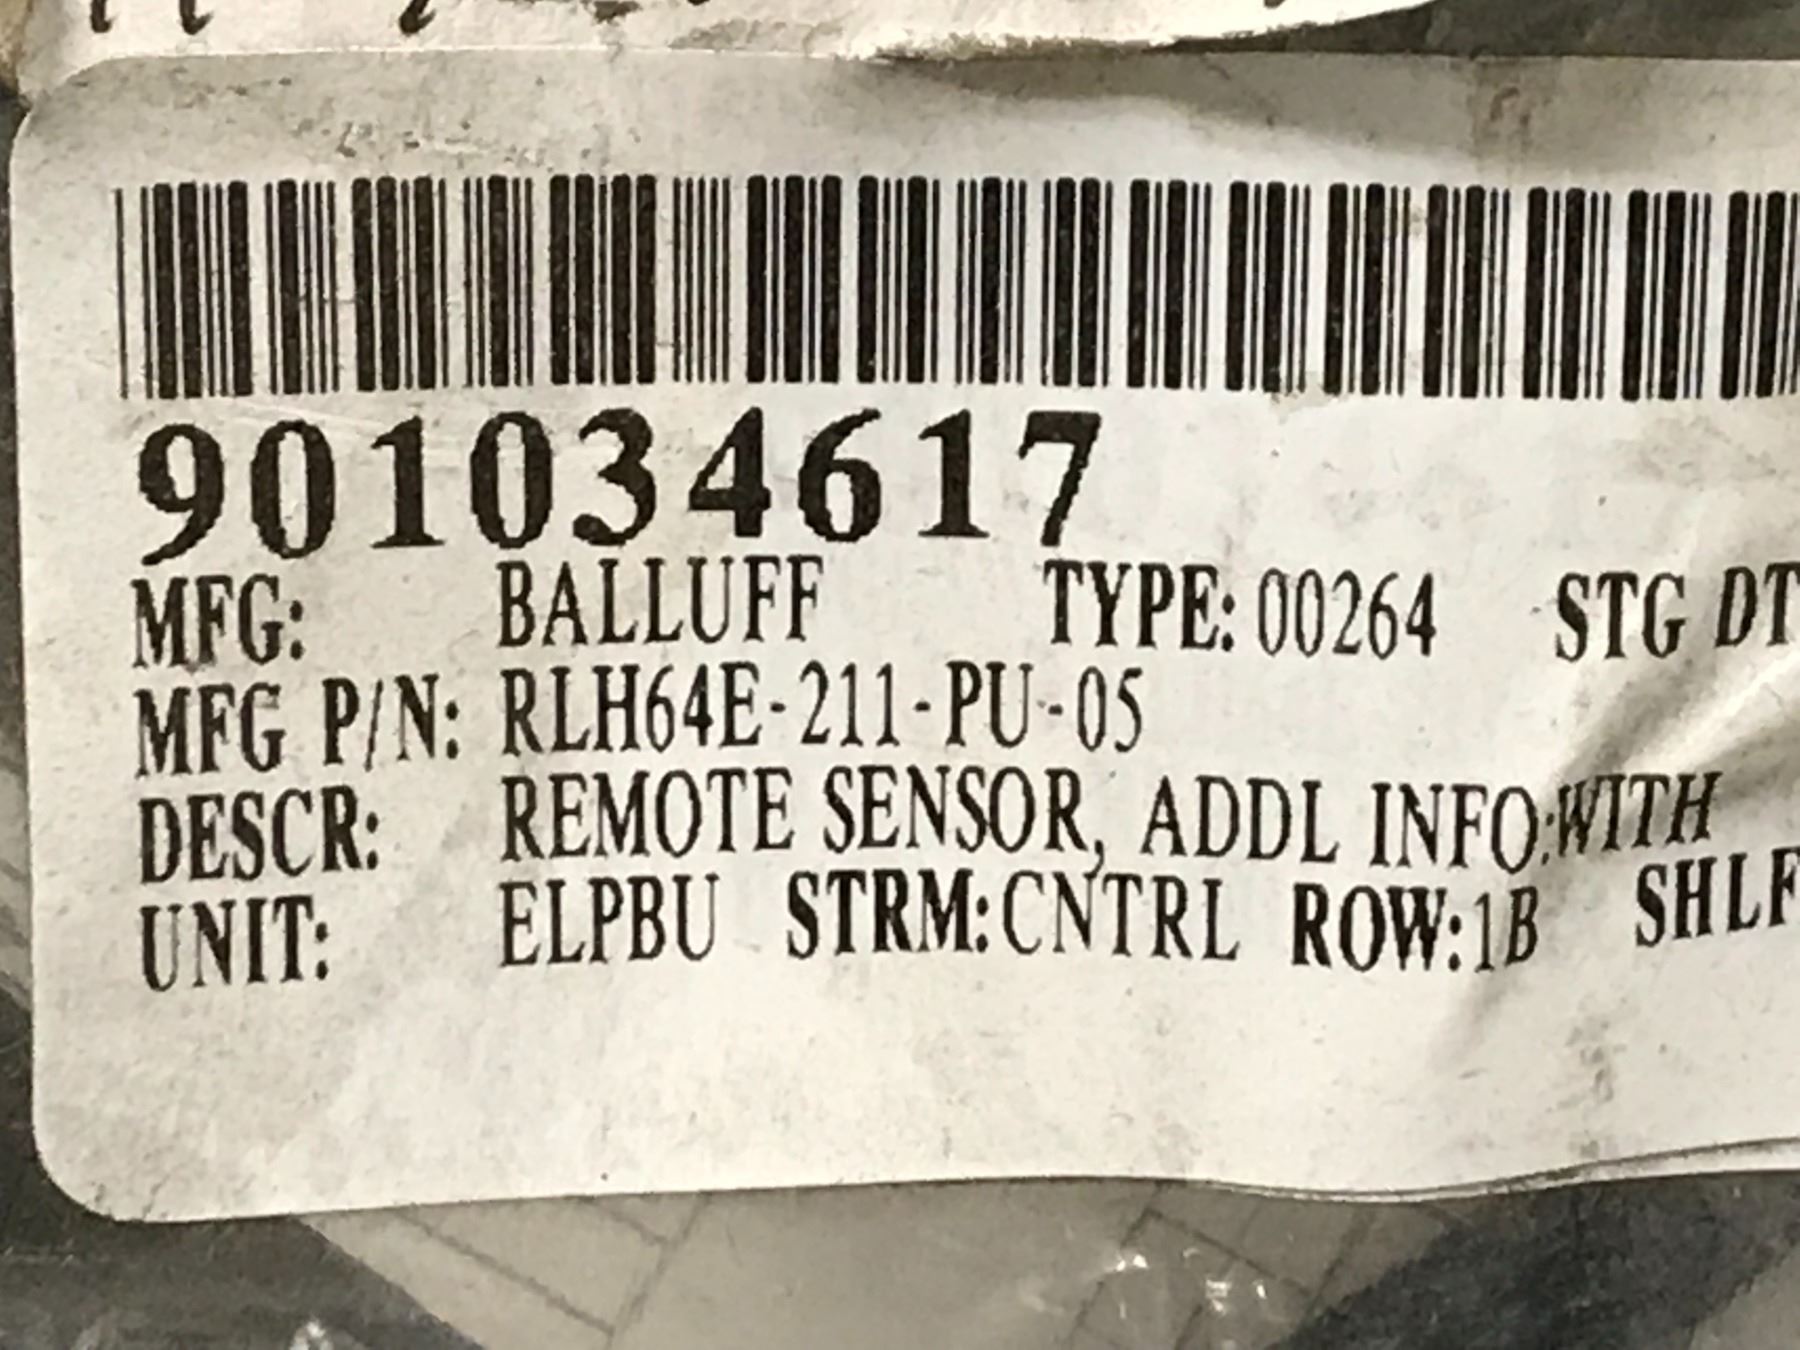 901034617
MFG: BALLUFF TYPE: 00264 STG DT
MFG P/N: RLH64E-211-PU-05
DESCR: REMOTE SENSOR, ADDL INFO:WITH
UNIT: ELPBU STRM:CNTRL ROW:1B SHLF